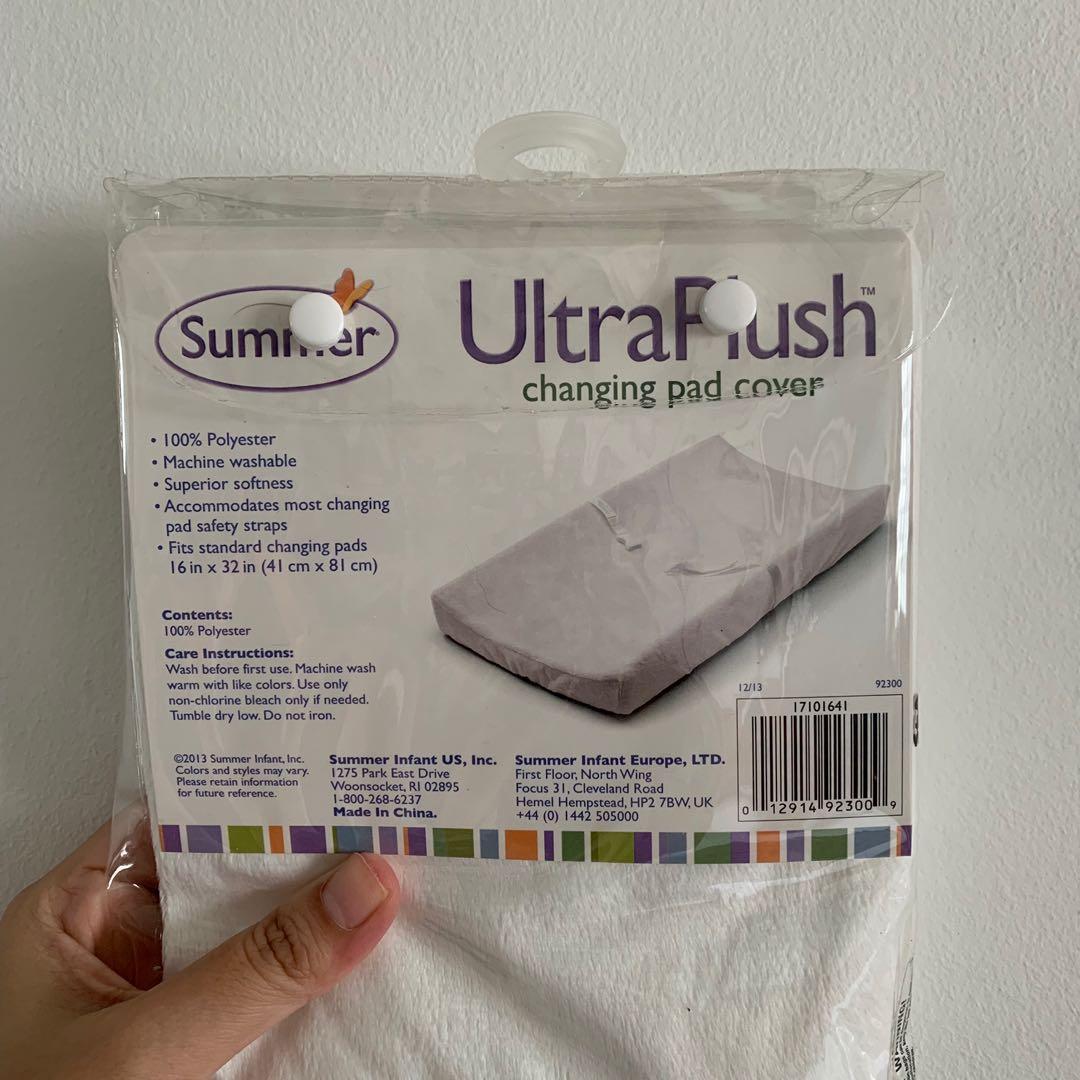 Summer
UltraPlush™
changing pad cover
• 100% Polyester
• Machine washable
• Superior softness
• Accommodates most changing
pad safety straps
• Fits standard changing pads
16 in x 32 in (41 cm x 81 cm)
Contents:
100% Polyester
Care Instructions:
Wash before first use. Machine wash
warm with like colors. Use only
non-chlorine bleach only if needed.
Tumble dry low. Do not iron.
©2013 Summer Infant, Inc.
Colors and styles may vary.
Please retain information
for future reference.
Summer Infant US, Inc.
1275 Park East Drive
Woonsocket, RI 02895
1-800-268-6237
Made In China.
Summer Infant Europe, LTD.
First Floor, North Wing
Focus 31, Cleveland Road
Hemel Hempstead, HP2 7BW, UK
+44 (0) 1442 505000
12/13
92300
17101641
0 12914 92300 9
WARNING!